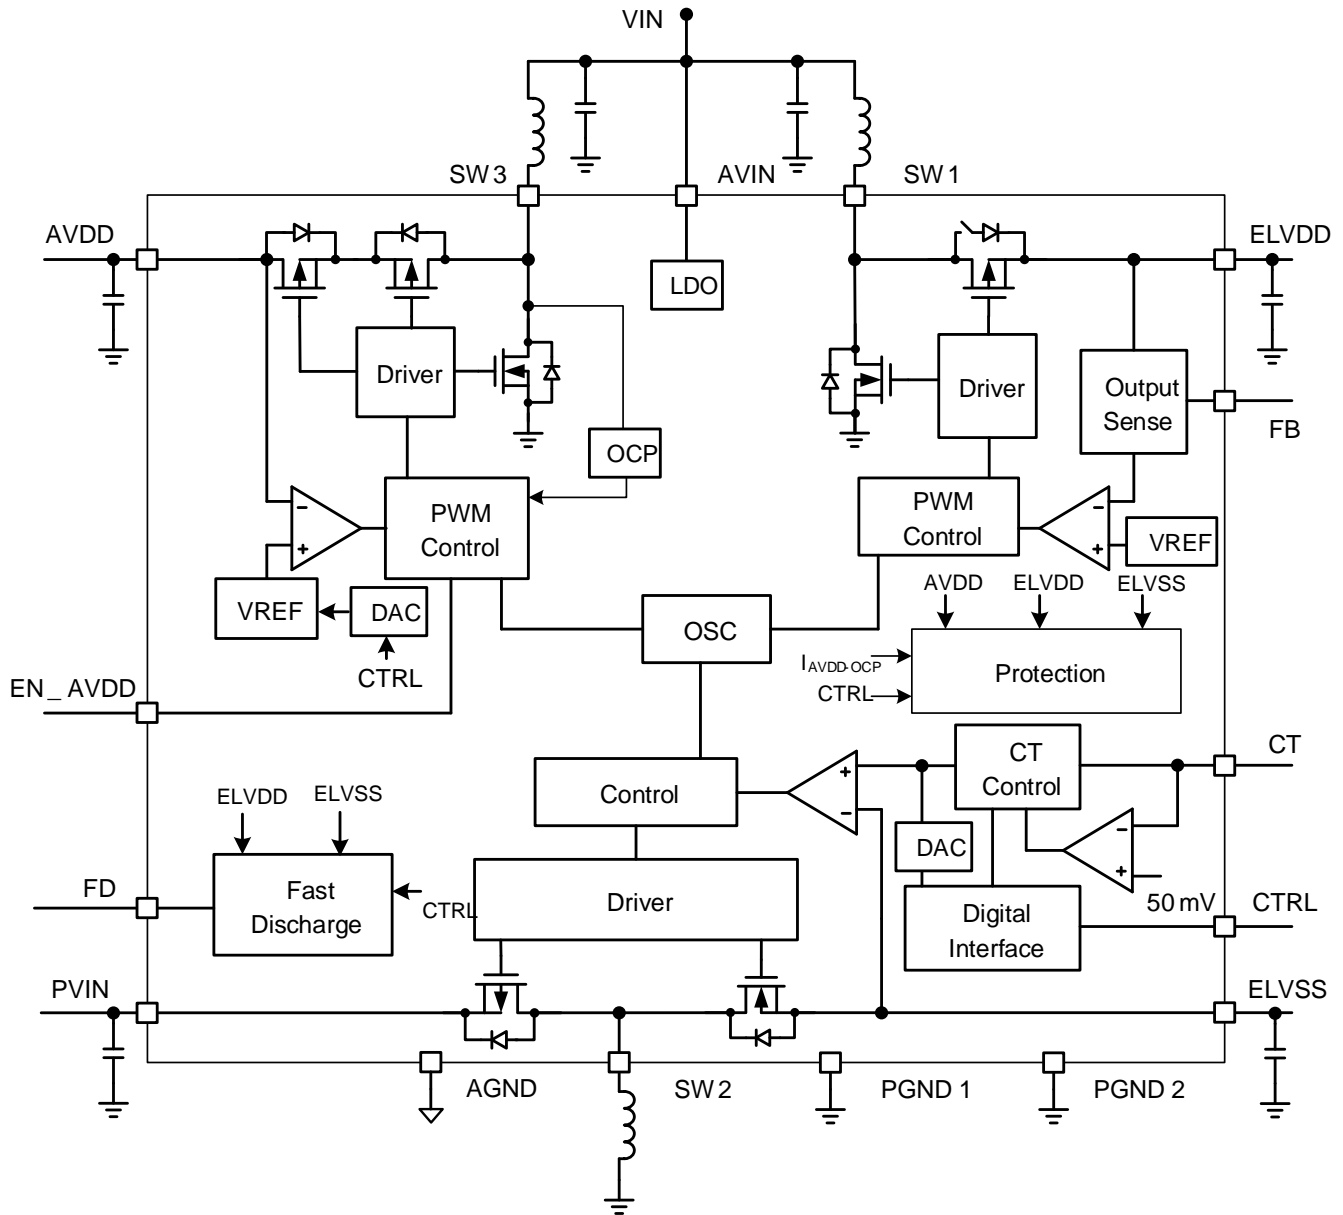 VIN
SW3
AVIN
SW1
AVDD
ELVDD
LDO
Driver
Driver
Output
Sense
FB
OCP
−
+
PWM
Control
PWM
Control
−
+
VREF
VREF
DAC
CTRL
OSC
AVDD
ELVDD
ELVSS
IAVDD-OCP
CTRL
Protection
EN_AVDD
CT
Control
CT
Control
+
−
ELVDD
ELVSS
DAC
−
+
50 mV
FD
Fast
Discharge
CTRL
Driver
Digital
Interface
CTRL
PVIN
ELVSS
AGND
SW2
PGND 1
PGND 2